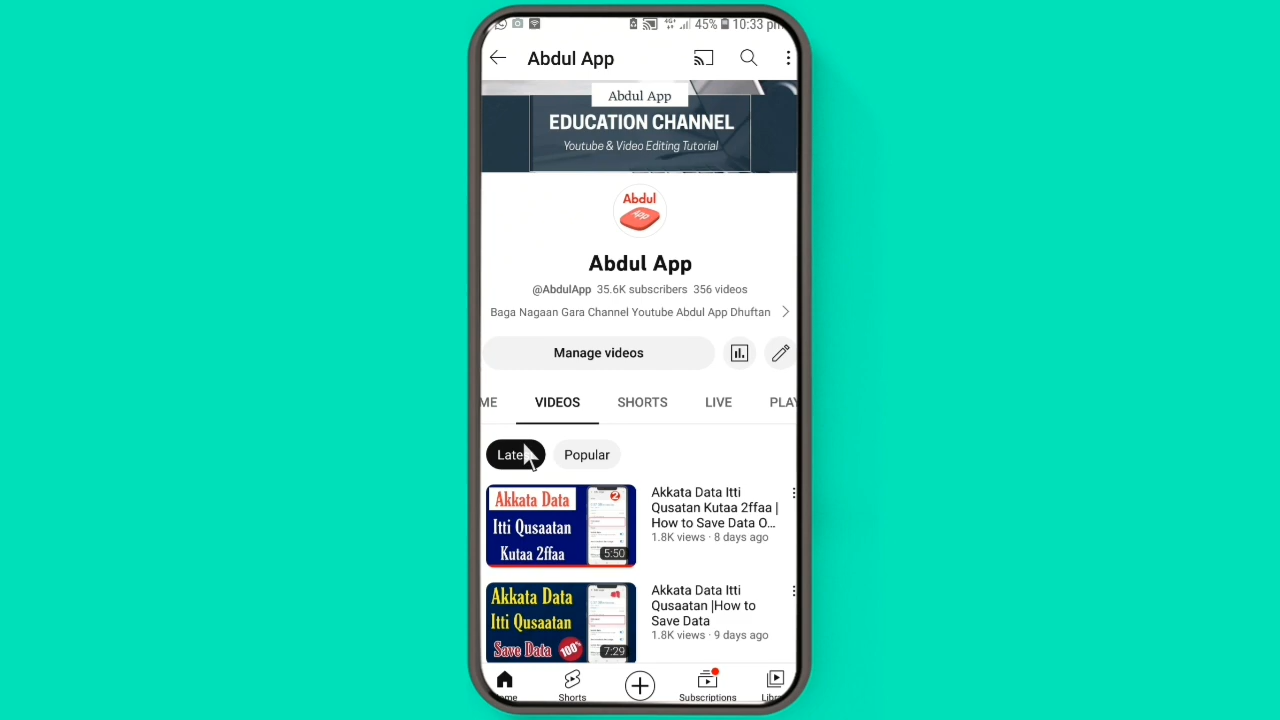 45% 10:33 pm
Abdul App
Abdul App
EDUCATION CHANNEL
Youtube & Video Editing Tutorial
Abdul
App
Abdul App
@AbdulApp 35.6K subscribers 356 videos
Baga Nagaan Gara Channel Youtube Abdul App Dhuftan
Manage videos
ME VIDEOS SHORTS LIVE PLAY
Popular
Akkata Data
Itti Qusaatan
Kutaa 2ffaa
2
5:50
Akkata Data Itti
Qusatan Kutaa 2ffaa |
How to Save Data O...
1.8K views · 8 days ago
Akkata Data
Itti Qusaatan
Save Data 100%
7:29
Akkata Data Itti
Qusaatan |How to
Save Data
1.8K views · 9 days ago
Shorts
Subscriptions